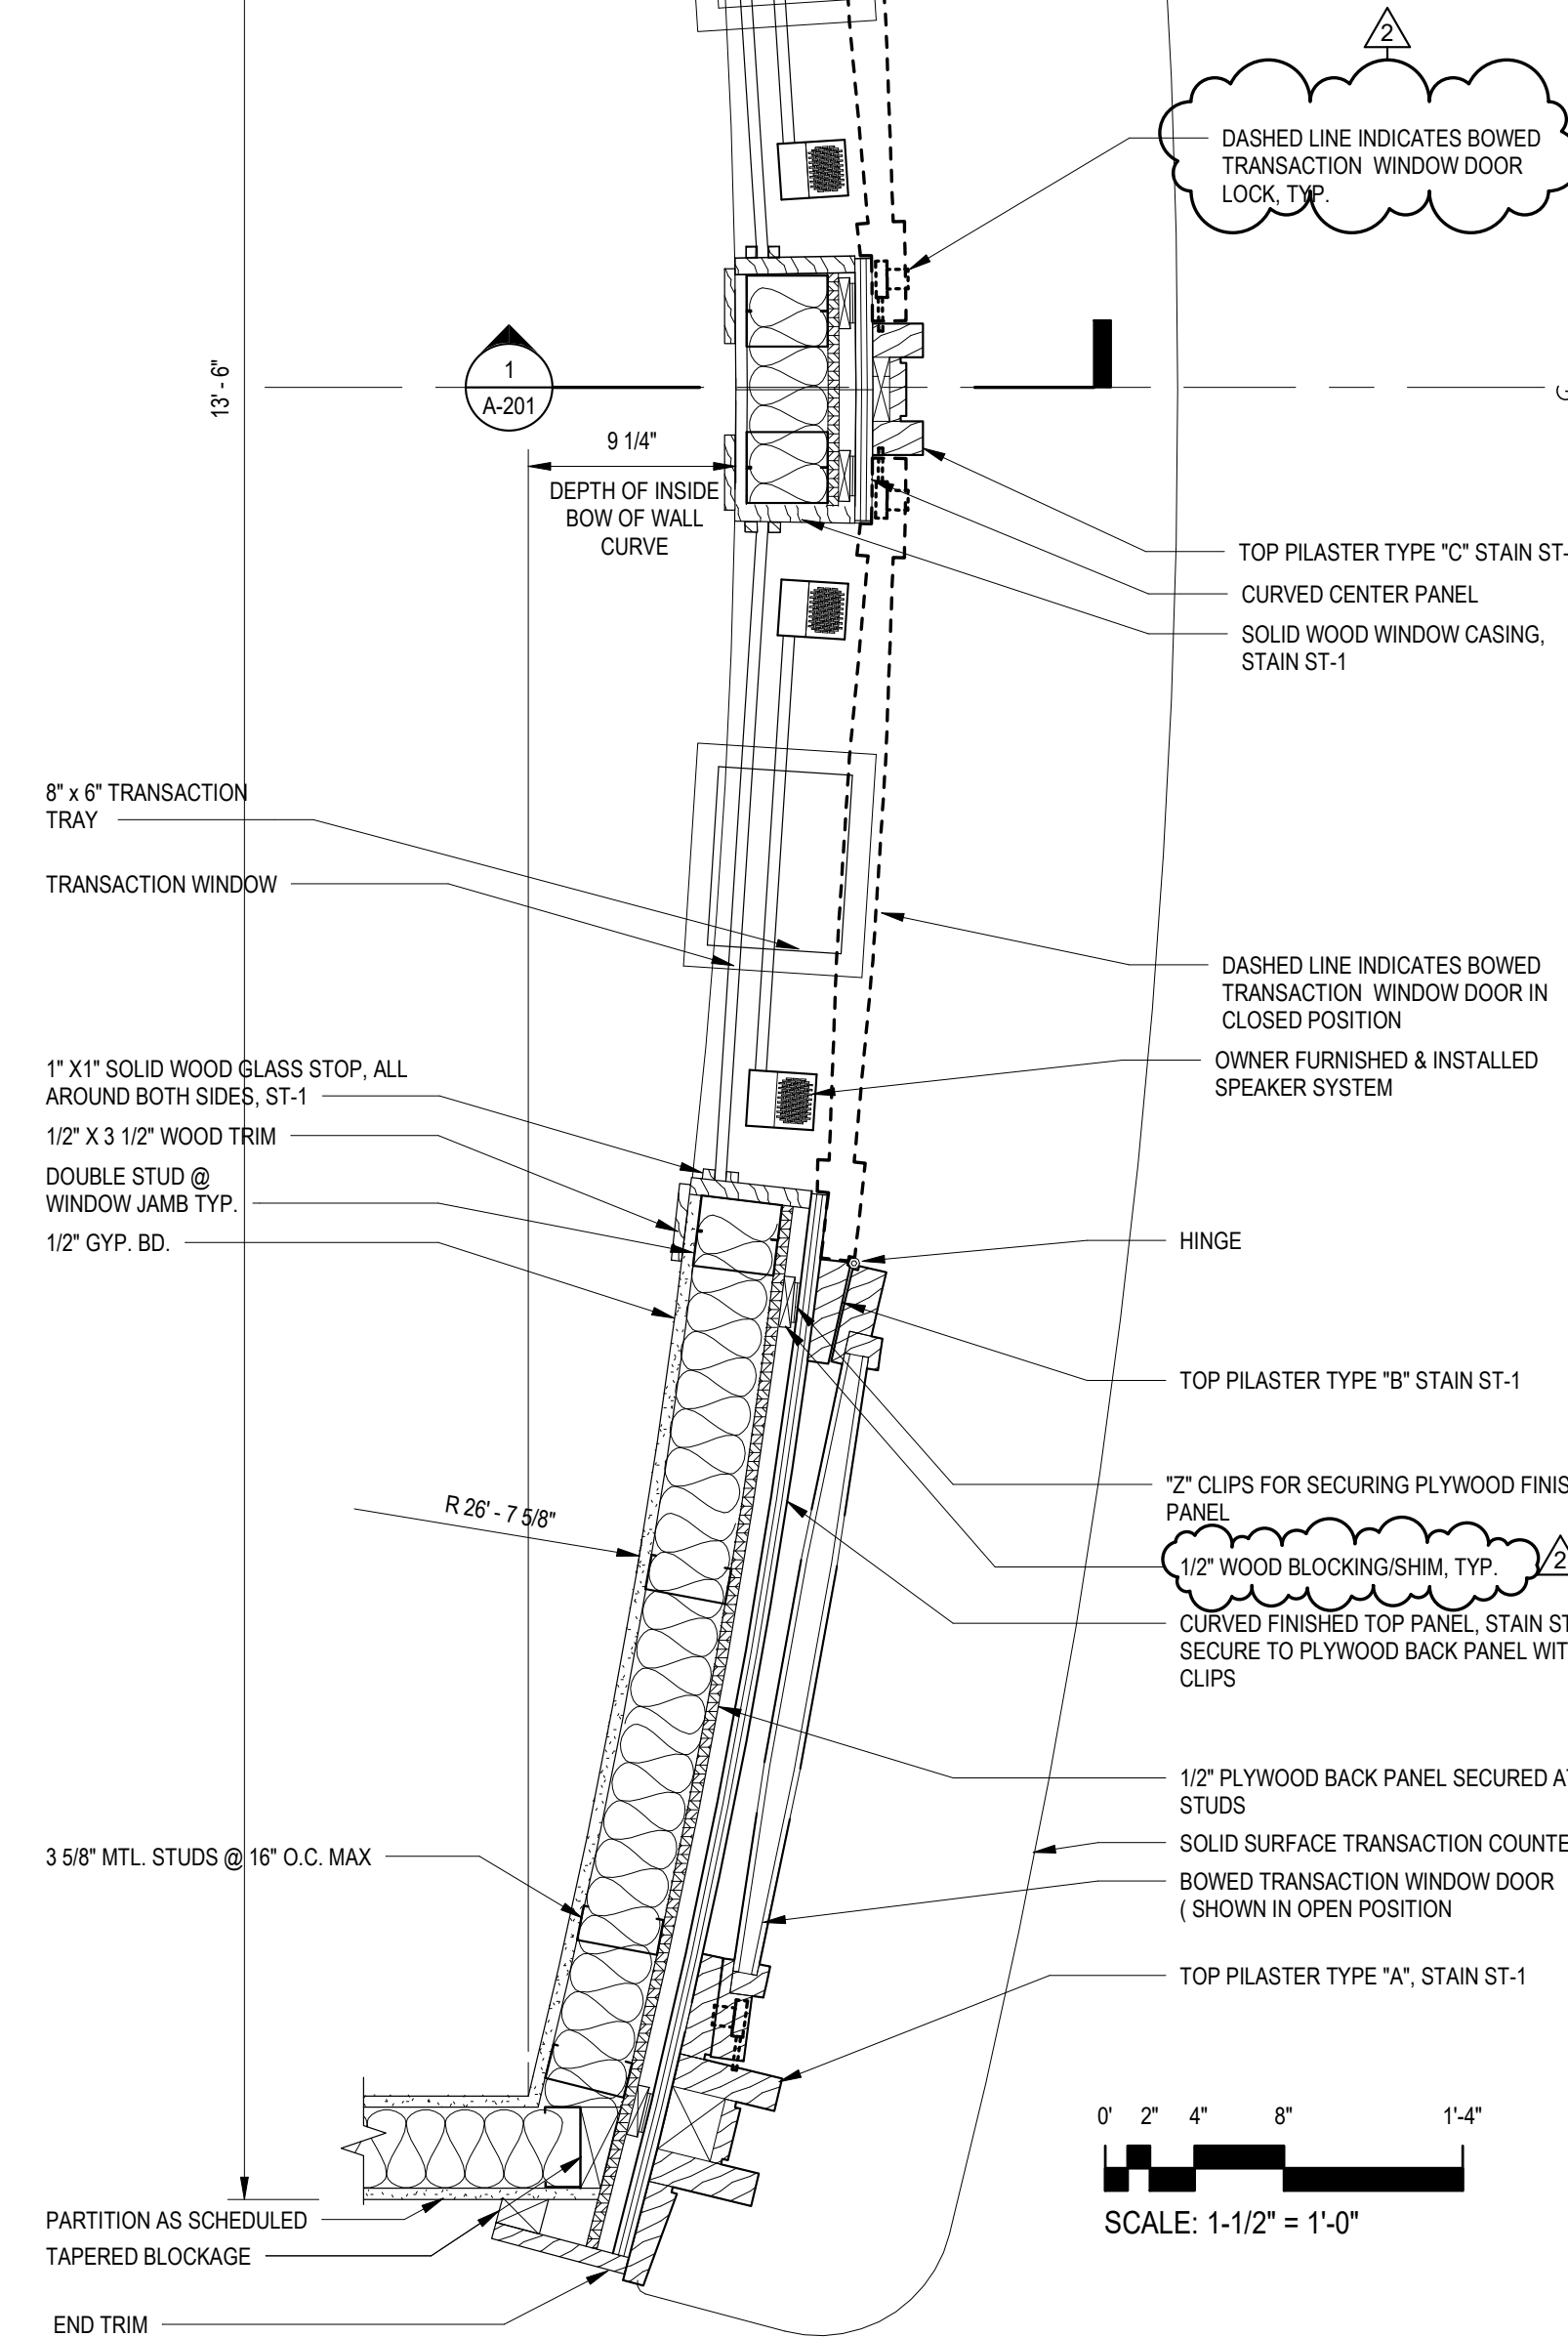 2
DASHED LINE INDICATES BOWED
TRANSACTION WINDOW DOOR
LOCK, TYP.
13' - 6"
1
A-201
9 1/4"
DEPTH OF INSIDE
BOW OF WALL
CURVE
TOP PILASTER TYPE "C" STAIN ST-
CURVED CENTER PANEL
SOLID WOOD WINDOW CASING,
STAIN ST-1
8" x 6" TRANSACTION
TRAY
TRANSACTION WINDOW
DASHED LINE INDICATES BOWED
TRANSACTION WINDOW DOOR IN
CLOSED POSITION
OWNER FURNISHED & INSTALLED
SPEAKER SYSTEM
1" X1" SOLID WOOD GLASS STOP, ALL
AROUND BOTH SIDES, ST-1
1/2" X 3 1/2" WOOD TRIM
DOUBLE STUD @
WINDOW JAMB TYP.
1/2" GYP. BD.
HINGE
TOP PILASTER TYPE "B" STAIN ST-1
R 26' - 7 5/8"
"Z" CLIPS FOR SECURING PLYWOOD FINIS
PANEL
1/2" WOOD BLOCKING/SHIM, TYP.
2
CURVED FINISHED TOP PANEL, STAIN ST
SECURE TO PLYWOOD BACK PANEL WIT
CLIPS
1/2" PLYWOOD BACK PANEL SECURED AT
STUDS
SOLID SURFACE TRANSACTION COUNTE
3 5/8" MTL. STUDS @ 16" O.C. MAX
BOWED TRANSACTION WINDOW DOOR
( SHOWN IN OPEN POSITION
TOP PILASTER TYPE "A", STAIN ST-1
0' 2" 4" 8" 1'-4"
SCALE: 1-1/2" = 1'-0"
PARTITION AS SCHEDULED
TAPERED BLOCKAGE
END TRIM